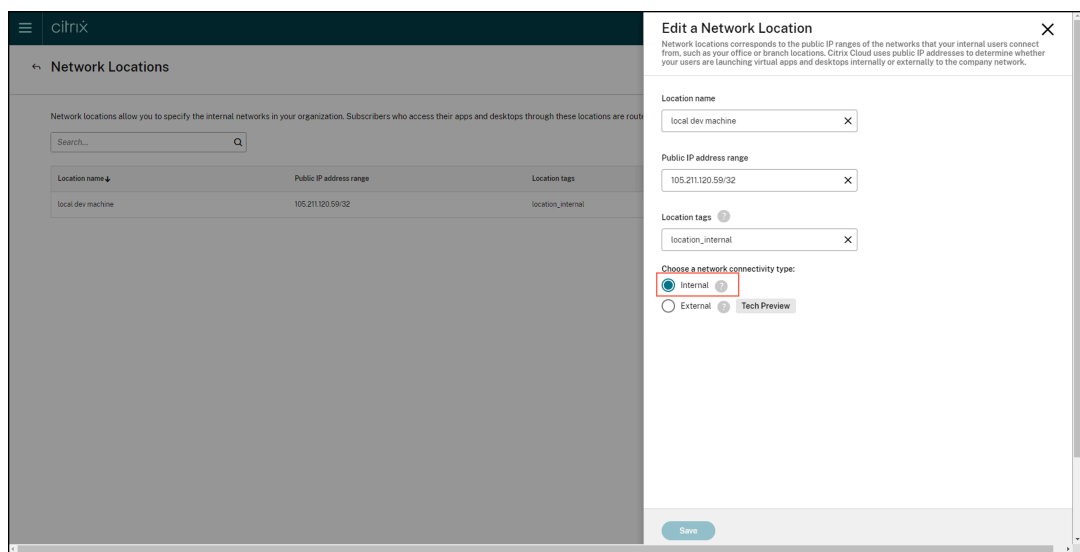 citrix
Network Locations
Network locations allow you to specify the internal networks in your organization. Subscribers who access their apps and desktops through these locations are route
Search...
Location name Public IP address range Location tags
local dev machine 105.211.120.59/32 location_internal
Edit a Network Location
Network locations corresponds to the public IP ranges of the networks that your internal users connect
from, such as your office or branch locations. Citrix Cloud uses public IP addresses to determine whether
your users are launching virtual apps and desktops internally or externally to the company network.
Location name
local dev machine
Public IP address range
105.211.120.59/32
Location tags ?
location_internal
Choose a network connectivity type:
Internal ?
External ? Tech Preview
Save